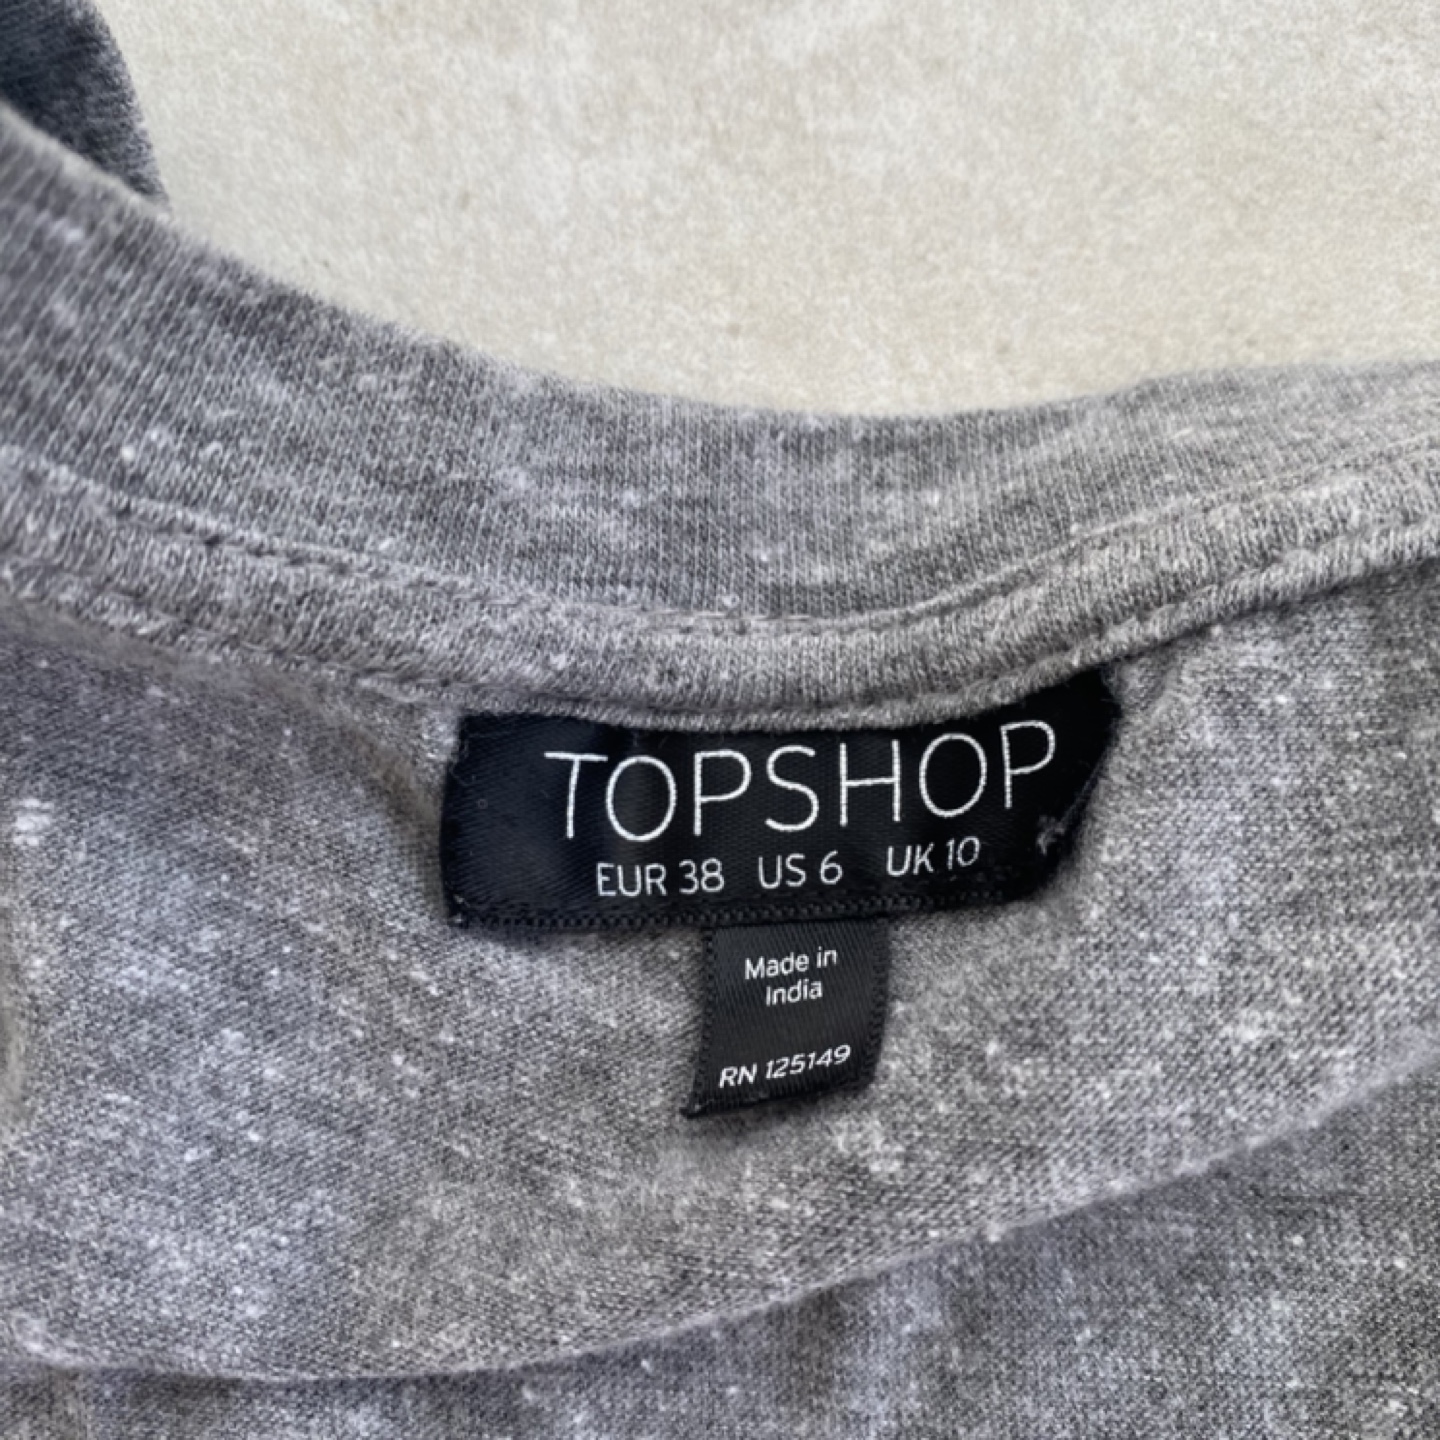 TOPSHOP
EUR 38 US 6 UK 10
Made in
India
RN 125149